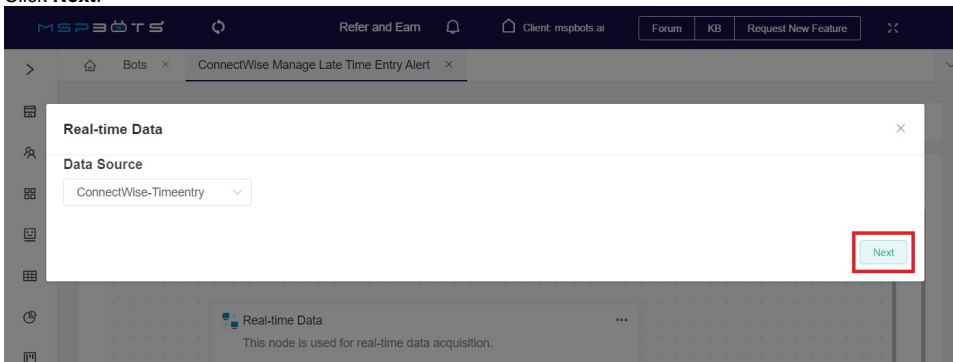 Click Next.
MSPBÖTS Refer and Earn Client: mspbots.ai Forum KB Request New Feature
Bots × ConnectWise Manage Late Time Entry Alert ×
Real-time Data ×
Data Source
ConnectWise-Timeentry
Next
Real-time Data •••
This node is used for real-time data acquisition.